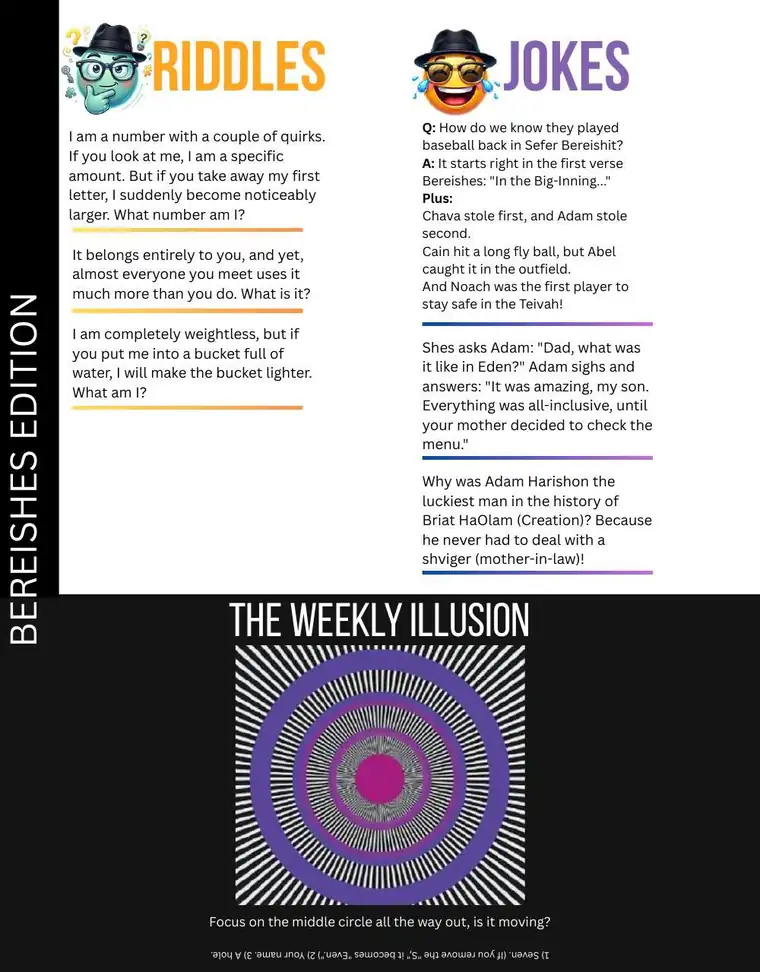 BEREISHES EDITION
RIDDLES
I am a number with a couple of quirks.
If you look at me, I am a specific
amount. But if you take away my first
letter, I suddenly become noticeably
larger. What number am I?
It belongs entirely to you, and yet,
almost everyone you meet uses it
much more than you do. What is it?
I am completely weightless, but if
you put me into a bucket full of
water, I will make the bucket lighter.
What am I?
JOKES
Q: How do we know they played
baseball back in Sefer Bereishit?
A: It starts right in the first verse
Bereishes: "In the Big-Inning..."
Plus:
Chava stole first, and Adam stole
second.
Cain hit a long fly ball, but Abel
caught it in the outfield.
And Noach was the first player to
stay safe in the Teivah!
Shes asks Adam: "Dad, what was
it like in Eden?" Adam sighs and
answers: "It was amazing, my son.
Everything was all-inclusive, until
your mother decided to check the
menu."
Why was Adam Harishon the
luckiest man in the history of
Briat HaOlam (Creation)? Because
he never had to deal with a
shviger (mother-in-law)!
THE WEEKLY ILLUSION
Focus on the middle circle all the way out, is it moving?
1) Seven. (If you remove the "S," it becomes "Even.") 2) Your name. 3) A hole.